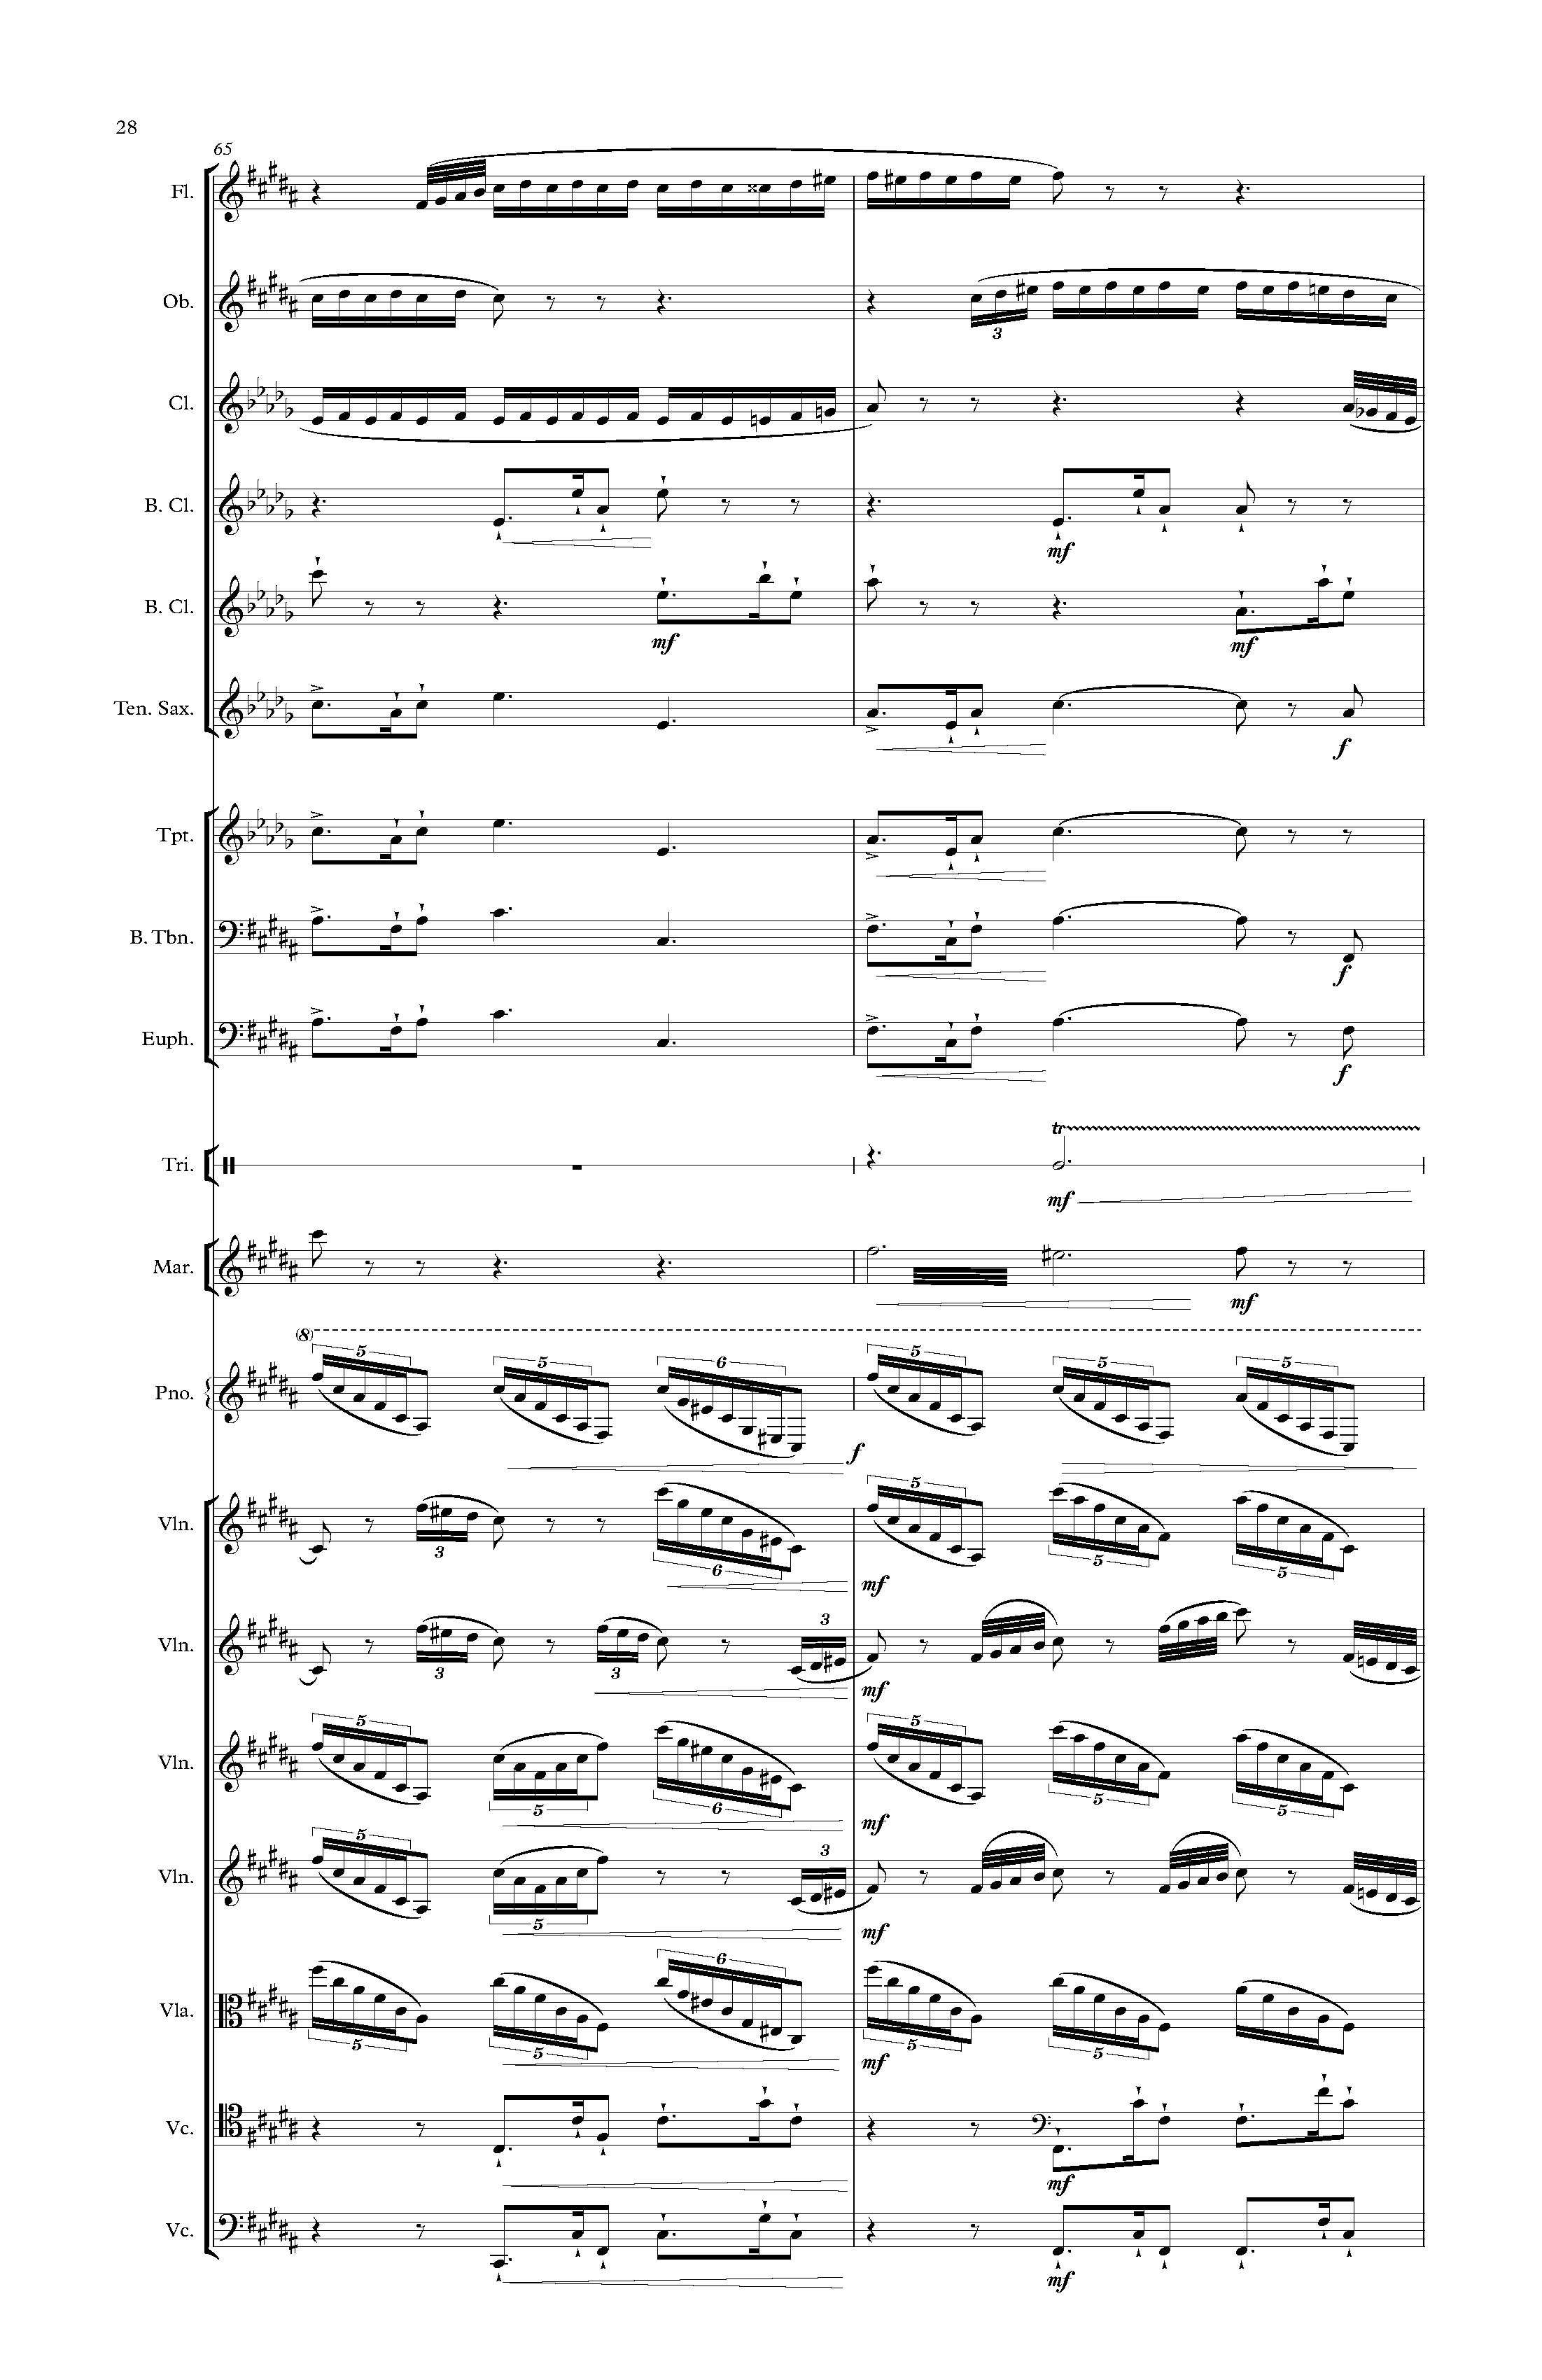 28
65
Fl.
Ob.
3
Cl.
B. Cl.
mf
B. Cl.
mf mf
Ten. Sax.
f
Tpt.
B. Tbn.
f
Euph.
f
Tri.
tr
mf
Mar.
mf
(8)
Pno.
5 5 6 5 5 5
f
Vln.
3 6 5 5 5
mf
Vln.
3 3 3
mf
Vln.
5 5 6 5 5 5
mf
Vln.
5 5 3
mf
Vla.
5 5 6 5 5
mf
Vc.
mf
Vc.
mf